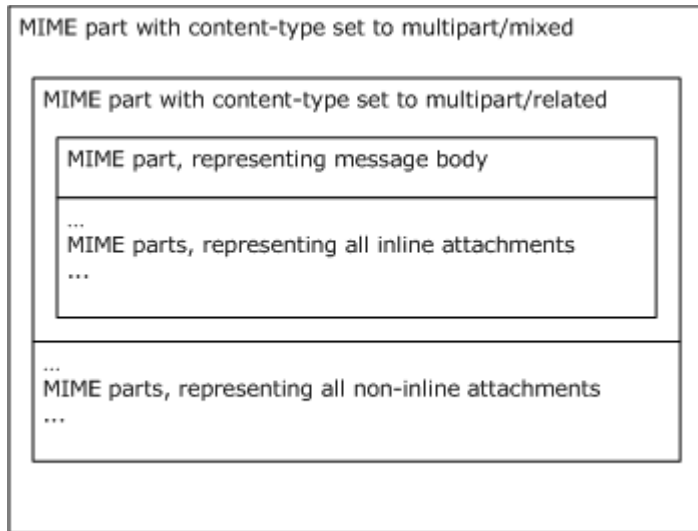 MIME part with content-type set to multipart/mixed
MIME part with content-type set to multipart/related
MIME part, representing message body
...
MIME parts, representing all inline attachments
...
...
MIME parts, representing all non-inline attachments
...